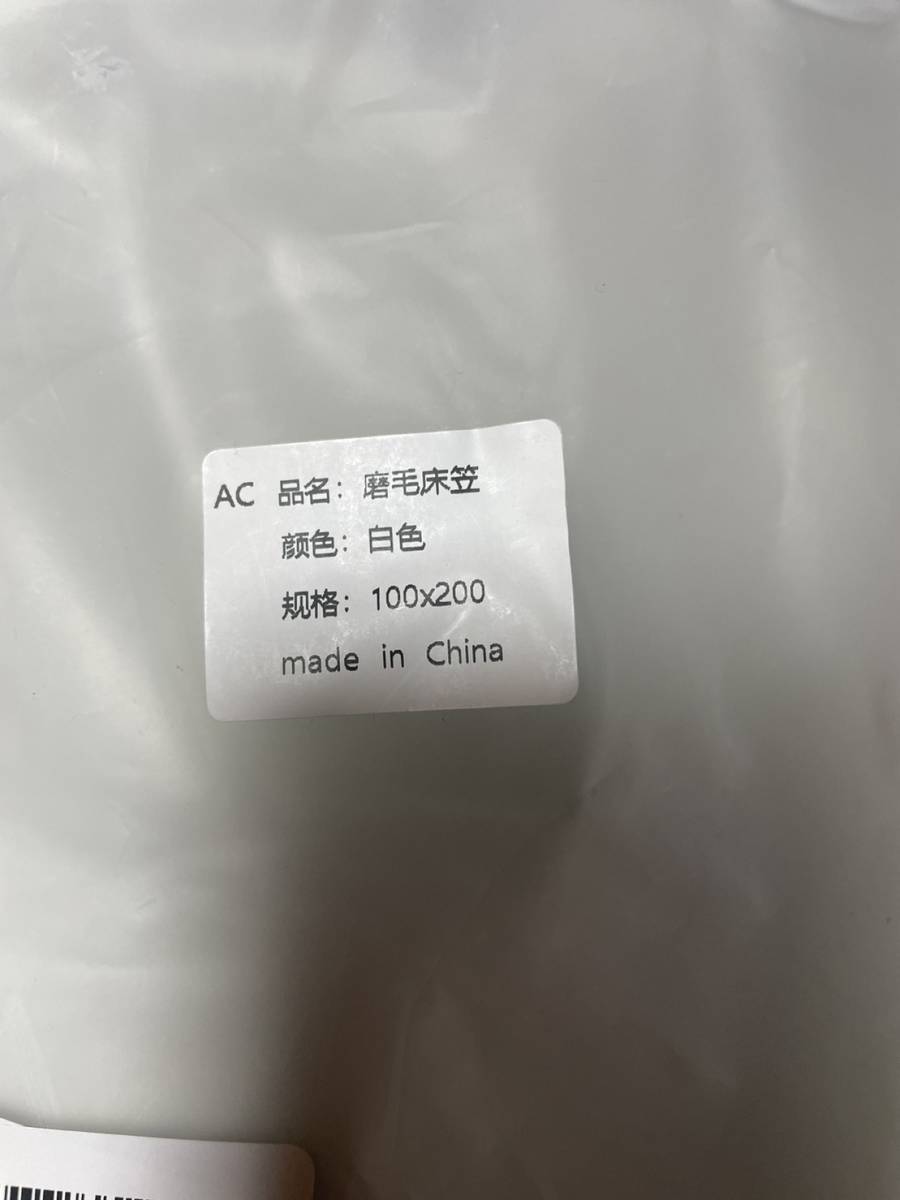 AC 品名：磨毛床笠
颜色：白色
规格：100x200
made in China